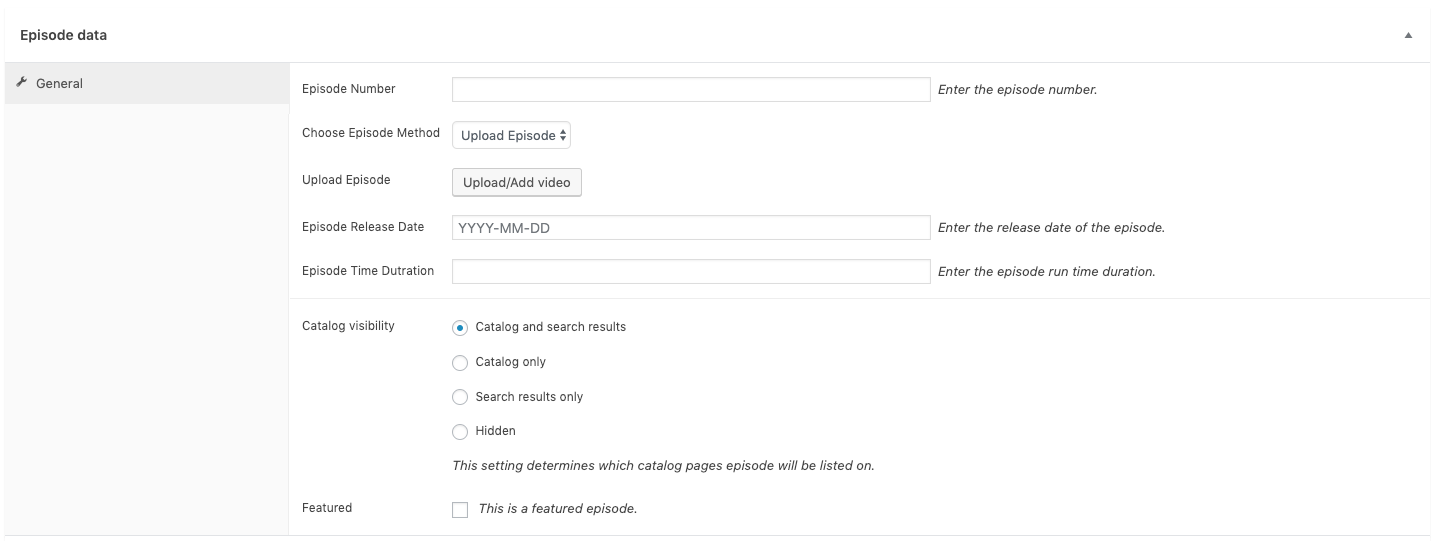 Episode data
General
Episode Number
Enter the episode number.
Choose Episode Method
Upload Episode
Upload Episode
Upload/Add video
Episode Release Date
YYYY-MM-DD
Enter the release date of the episode.
Episode Time Dutration
Enter the episode run time duration.
Catalog visibility
Catalog and search results
Catalog only
Search results only
Hidden
This setting determines which catalog pages episode will be listed on.
Featured
This is a featured episode.